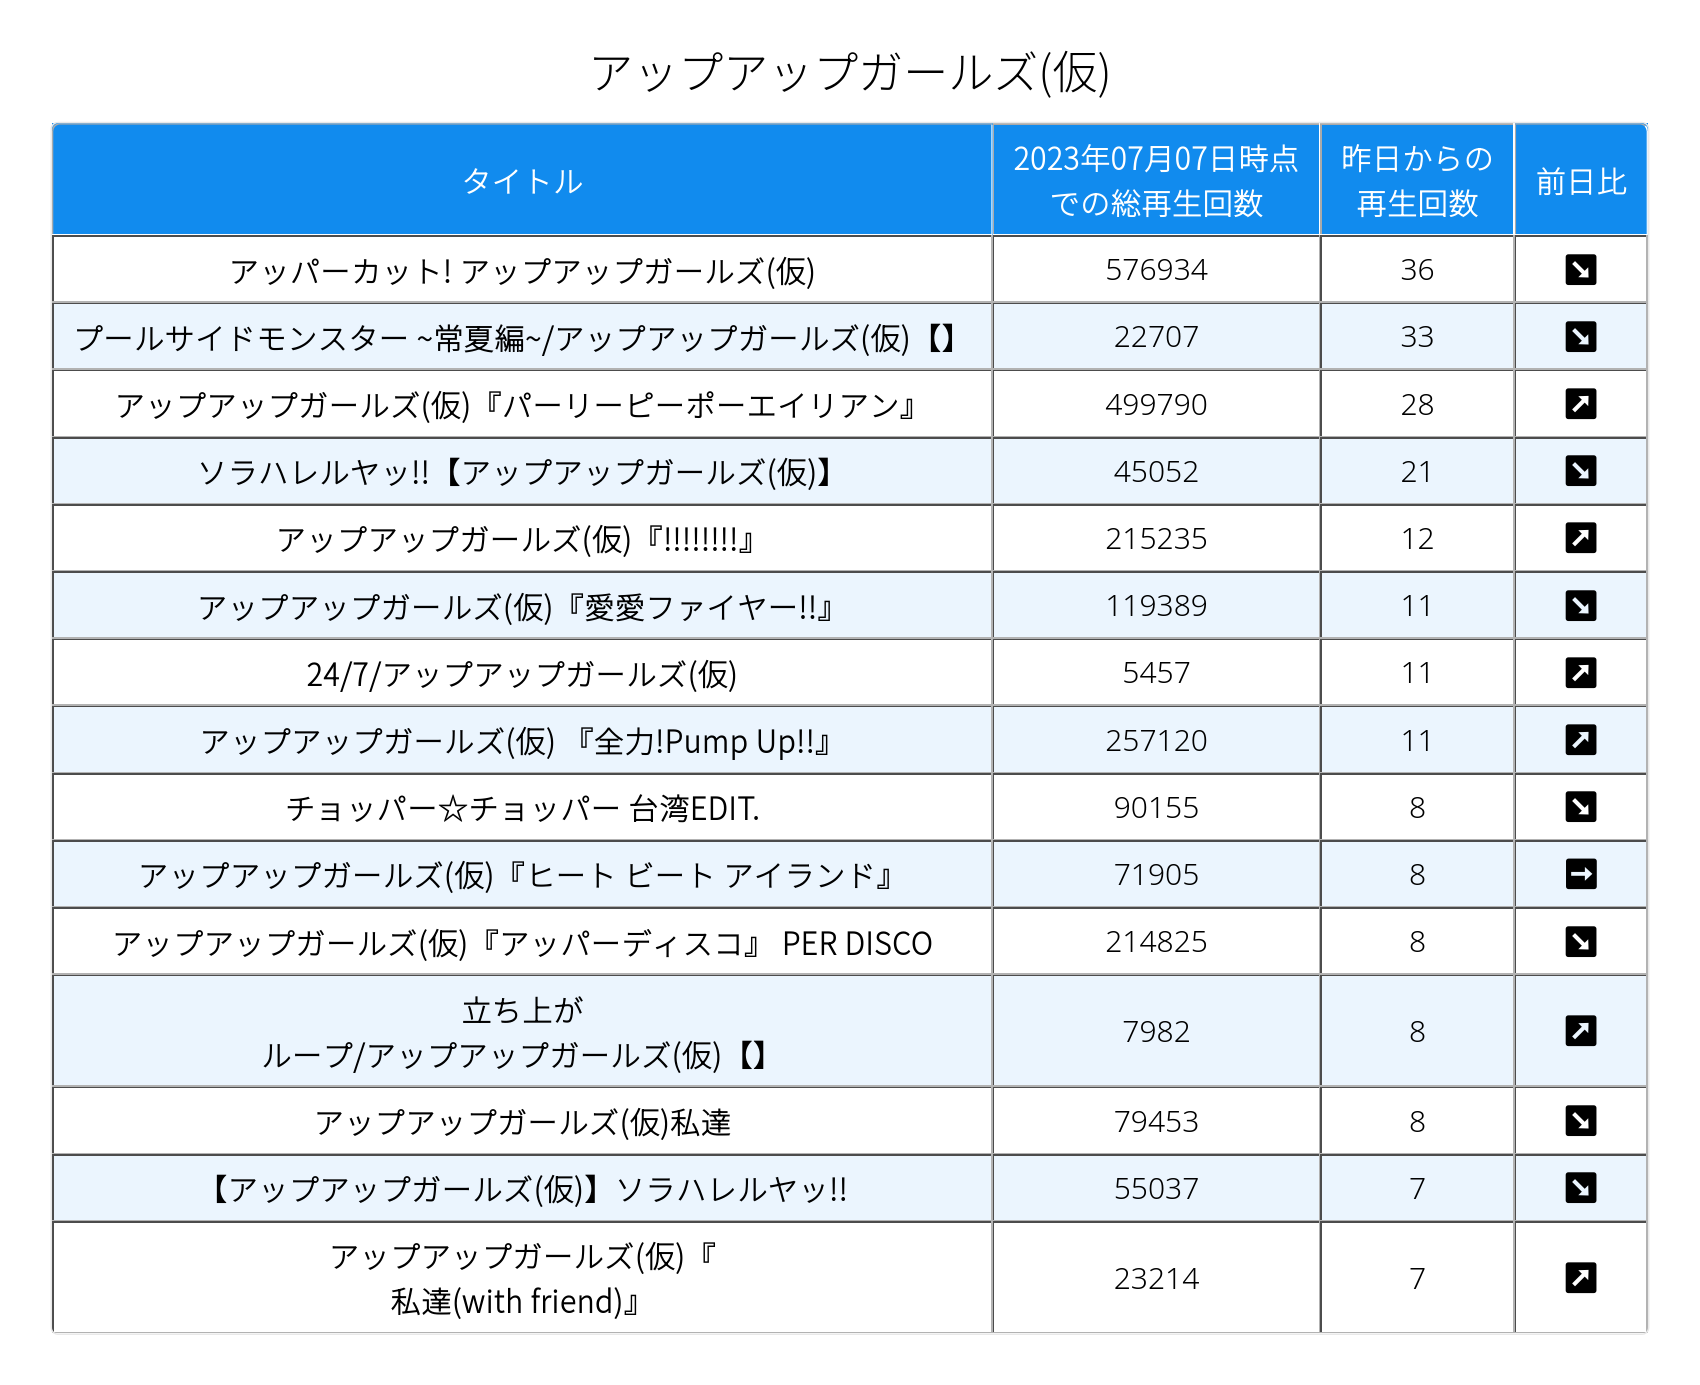 アップアップガールズ(仮)
タイトル 2023年07月07日時点での総再生回数 昨日からの再生回数 前日比
アッパーカット! アップアップガールズ(仮) 576934 36 ↘
プールサイドモンスター ~常夏編~/アップアップガールズ(仮)【】 22707 33 ↘
アップアップガールズ(仮)『パーリーピーポーエイリアン』 499790 28 ↗
ソラハレルヤッ!!【アップアップガールズ(仮)】 45052 21 ↘
アップアップガールズ(仮)『!!!!!!!!』 215235 12 ↗
アップアップガールズ(仮)『愛愛ファイヤー!!』 119389 11 ↘
24/7/アップアップガールズ(仮) 5457 11 ↗
アップアップガールズ(仮) 『全力!Pump Up!!』 257120 11 ↗
チョッパー☆チョッパー 台湾EDIT. 90155 8 ↘
アップアップガールズ(仮)『ヒート ビート アイランド』 71905 8 →
アップアップガールズ(仮)『アッパーディスコ』 PER DISCO 214825 8 ↘
立ち上が
ループ/アップアップガールズ(仮)【】 7982 8 ↗
アップアップガールズ(仮)私達 79453 8 ↘
【アップアップガールズ(仮)】ソラハレルヤッ!! 55037 7 ↘
アップアップガールズ(仮)『
私達(with friend)』 23214 7 ↗